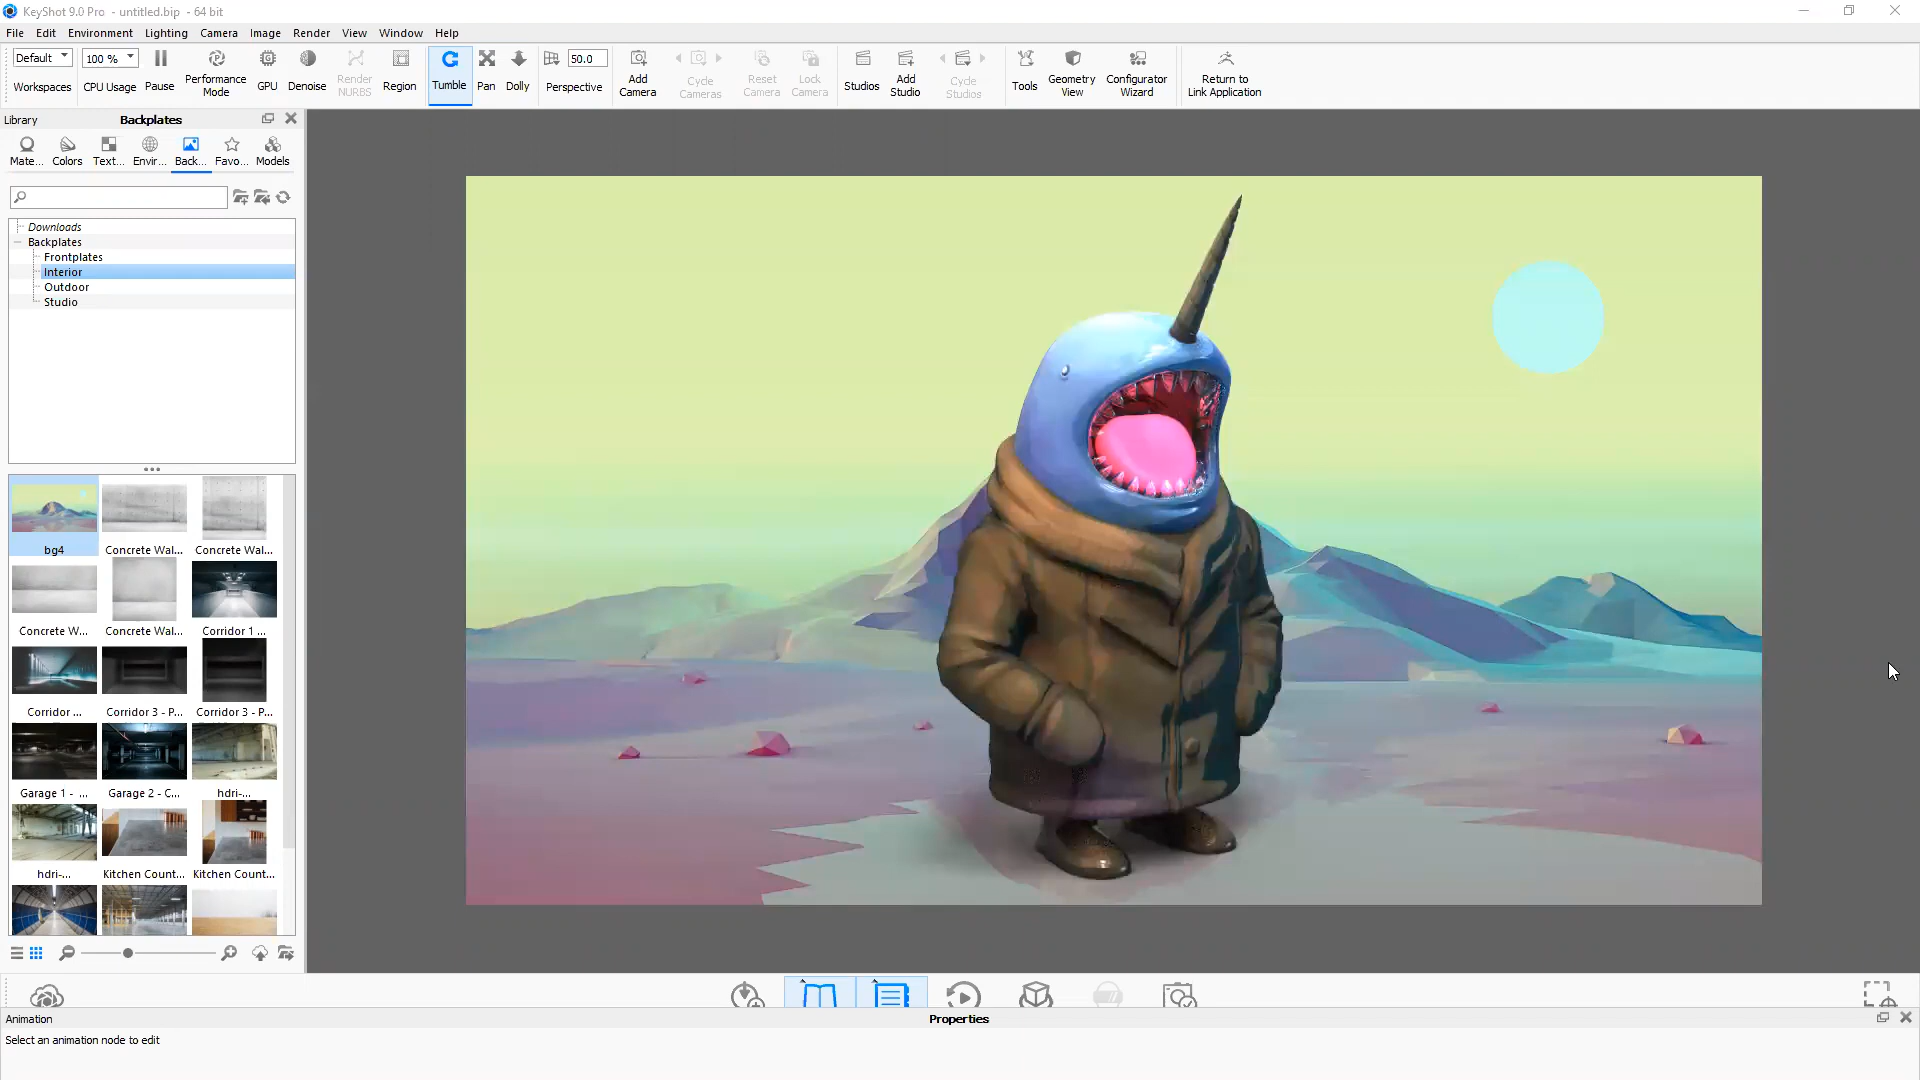 KeyShot 9.0 Pro - untitled.bip - 64 bit
File Edit Environment Lighting Camera Image Render View Window Help
Default 100 % 50.0
Workspaces CPU Usage Pause Performance Mode GPU Denoise Render NURBS Region Tumble Pan Dolly Perspective Add Camera Cycle Cameras Reset Camera Lock Camera Studios Add Studio Cycle Studios Tools Geometry View Configurator Wizard Return to Link Application
Library Backplates
Mate... Colors Text... Envir... Back... Favo... Models
Downloads
Backplates
Frontplates
Interior
Outdoor
Studio
bg4 Concrete Wal... Concrete Wal...
Concrete W... Concrete Wal... Corridor 1 ...
Corridor ... Corridor 3 - P... Corridor 3 - P...
Garage 1 - ... Garage 2 - C... hdri-...
hdri-... Kitchen Count... Kitchen Count...
Animation Properties
Select an animation node to edit